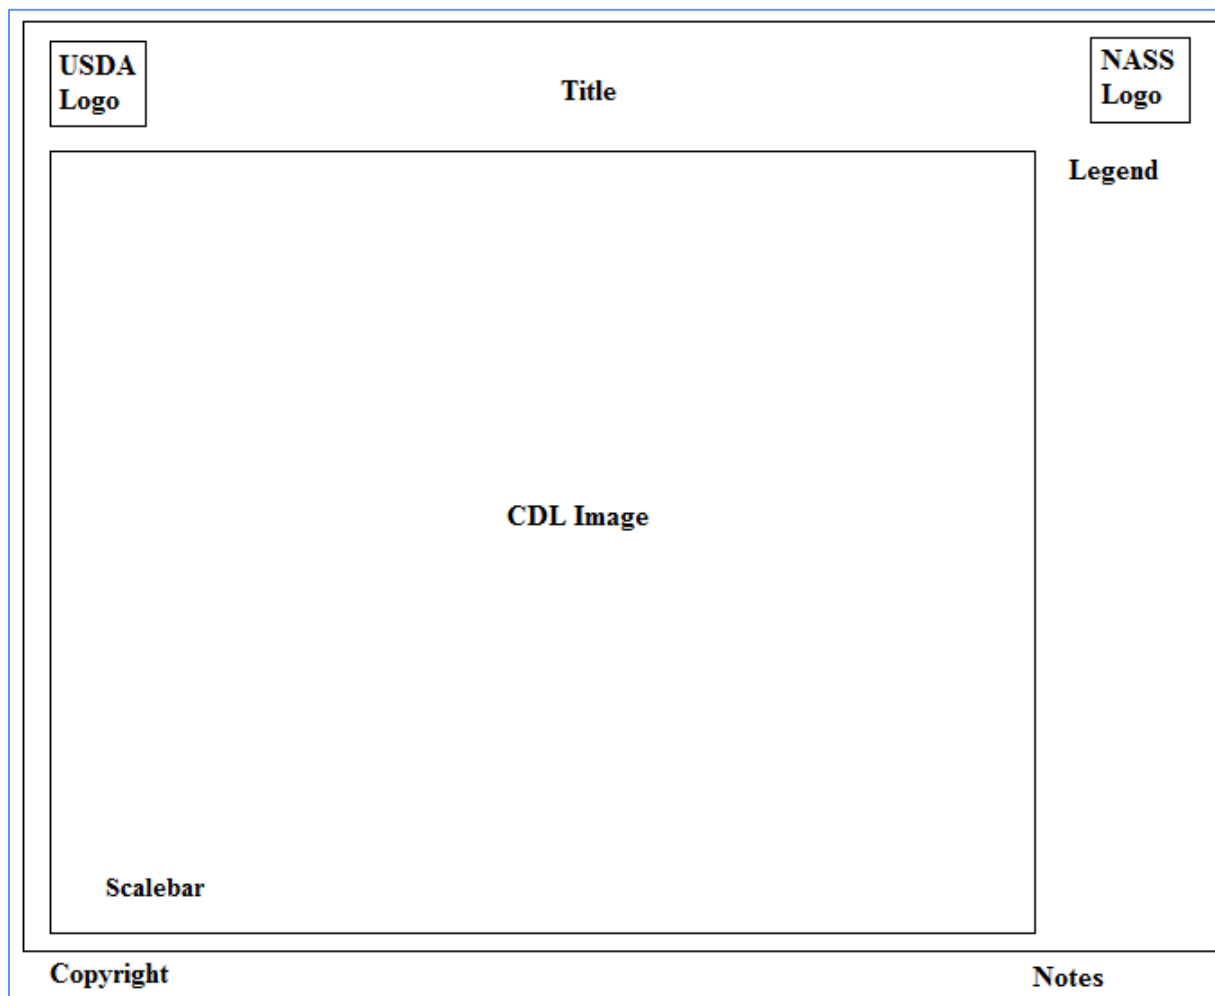 USDA
Logo
Title
NASS
Logo
Legend
CDL Image
Scalebar
Copyright
Notes